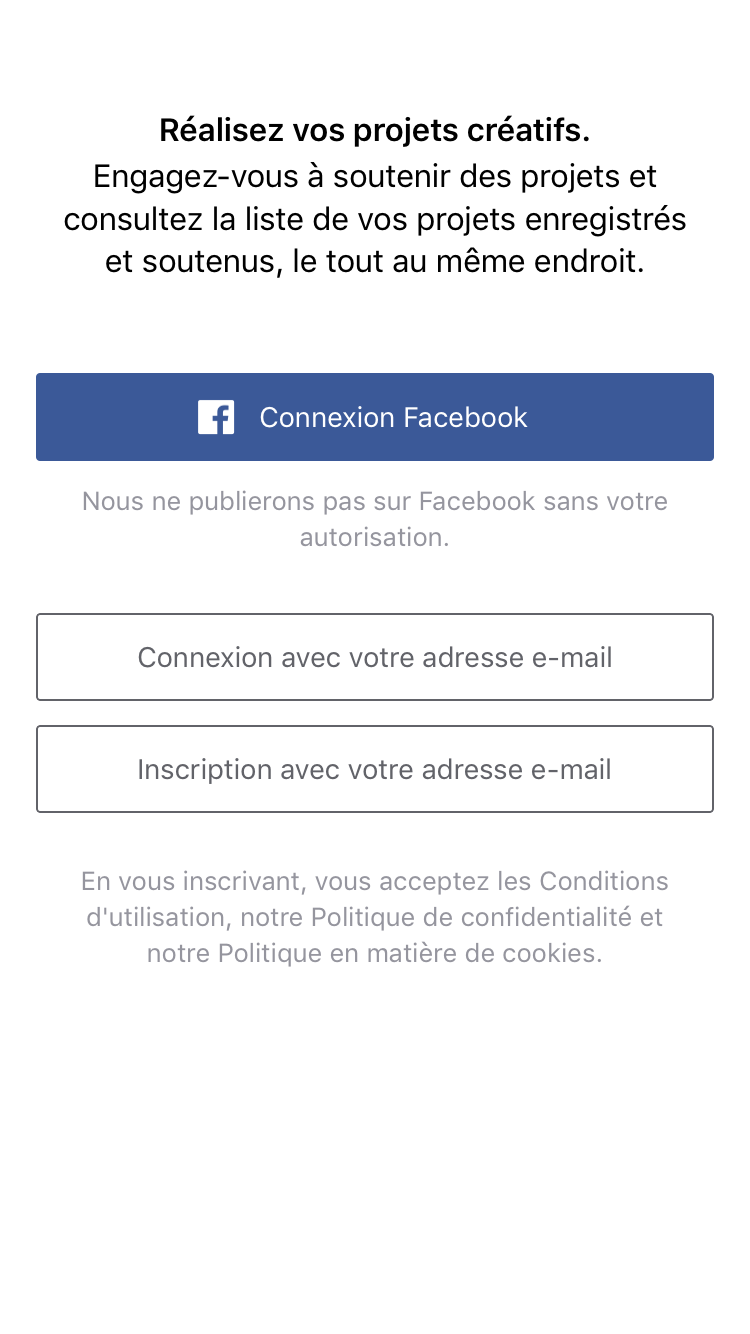 Réalisez vos projets créatifs.
Engagez-vous à soutenir des projets et
consultez la liste de vos projets enregistrés
et soutenus, le tout au même endroit.
Connexion Facebook
Nous ne publierons pas sur Facebook sans votre
autorisation.
Connexion avec votre adresse e-mail
Inscription avec votre adresse e-mail
En vous inscrivant, vous acceptez les Conditions
d'utilisation, notre Politique de confidentialité et
notre Politique en matière de cookies.